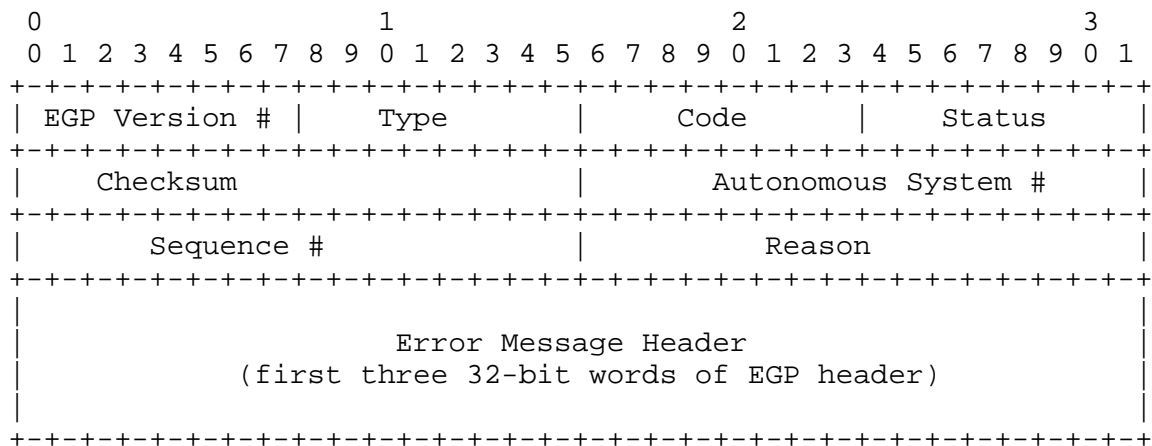 0                   1                   2                   3
 0 1 2 3 4 5 6 7 8 9 0 1 2 3 4 5 6 7 8 9 0 1 2 3 4 5 6 7 8 9 0 1
+-+-+-+-+-+-+-+-+-+-+-+-+-+-+-+-+-+-+-+-+-+-+-+-+-+-+-+-+-+-+-+-+
| EGP Version # |    Type       |     Code      |    Status     |
+-+-+-+-+-+-+-+-+-+-+-+-+-+-+-+-+-+-+-+-+-+-+-+-+-+-+-+-+-+-+-+-+
|    Checksum                   |       Autonomous System #     |
+-+-+-+-+-+-+-+-+-+-+-+-+-+-+-+-+-+-+-+-+-+-+-+-+-+-+-+-+-+-+-+-+
|       Sequence #              |          Reason               |
+-+-+-+-+-+-+-+-+-+-+-+-+-+-+-+-+-+-+-+-+-+-+-+-+-+-+-+-+-+-+-+-+
|                                                               |
|                     Error Message Header                      |
|            (first three 32-bit words of EGP header)           |
|                                                               |
+-+-+-+-+-+-+-+-+-+-+-+-+-+-+-+-+-+-+-+-+-+-+-+-+-+-+-+-+-+-+-+-+